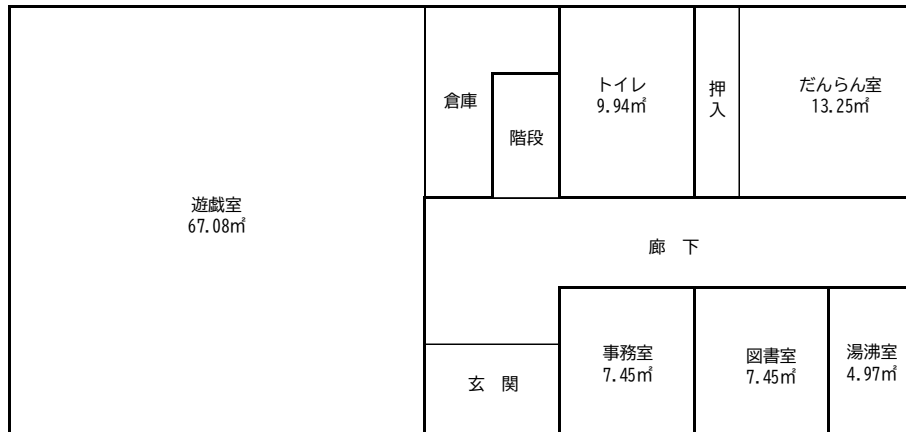 倉庫
階段
トイレ
9.94㎡
押
入
だんらん室
13.25㎡
遊戯室
67.08㎡
廊　下
玄　関
事務室
7.45㎡
図書室
7.45㎡
湯沸室
4.97㎡